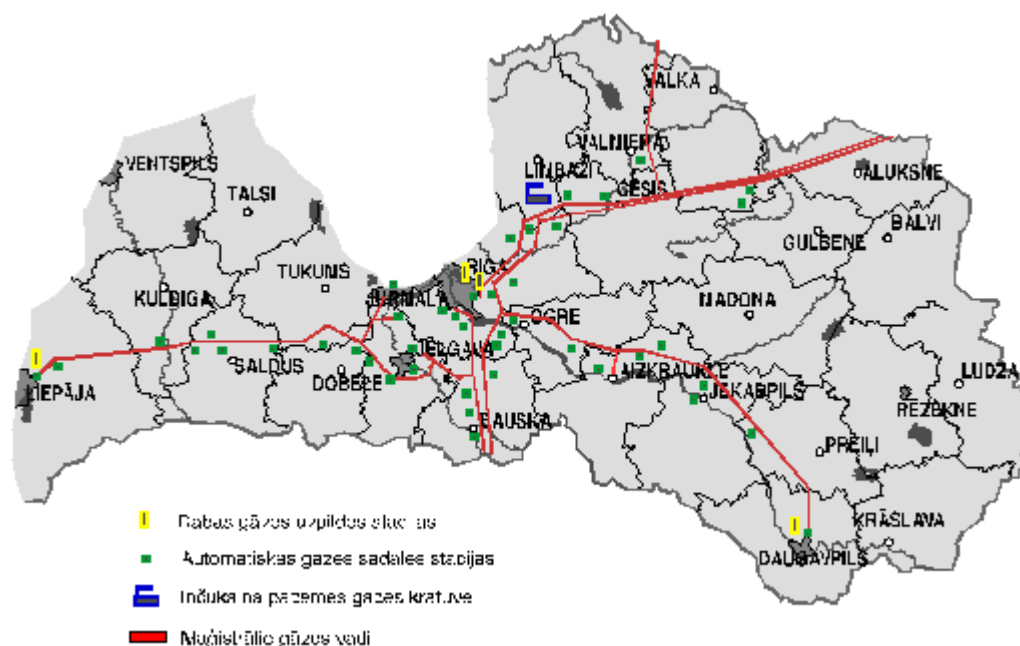 VALKA
VALMIERA
VENTSPILS
LIMBAŽI
CĒSIS
ALŪKSNE
TALSI
BALVI
GULBENE
RĪGA
TUKUMS
KULDĪGA
JŪRMALA
MADONA
OGRE
JELGAVA
SALDUS
AIZKRAUKLE
LUDZA
DOBELE
LIEPĀJA
JĒKABPILS
RĒZEKNE
BAUSKA
PREIĻI
KRĀSLAVA
DAUGAVPILS
Dabas gāzes uzpildes stacijas
Automātiskās gāzes sadales stacijas
Inčukalna pazemes gāzes krātuve
Maģistrālie gāzes vadi